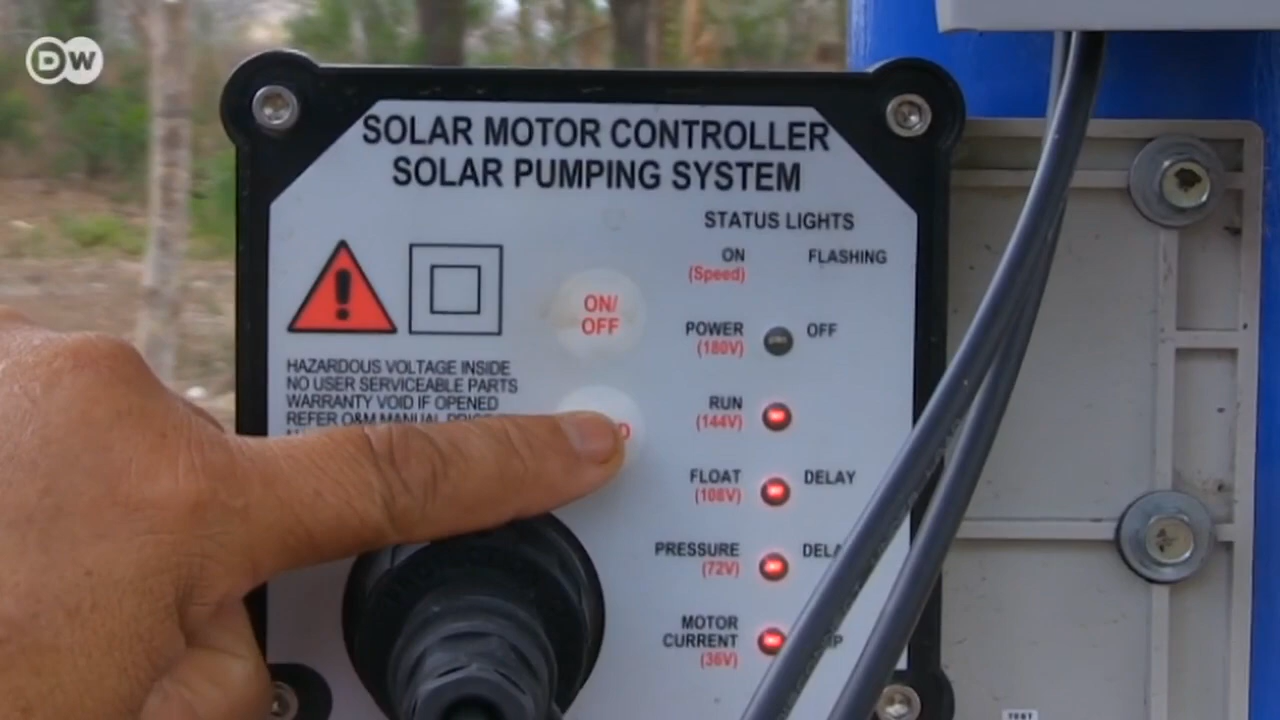 DW
SOLAR MOTOR CONTROLLER
SOLAR PUMPING SYSTEM
STATUS LIGHTS
ON
(Speed)
FLASHING
ON/
OFF
POWER
(180V)
OFF
HAZARDOUS VOLTAGE INSIDE
NO USER SERVICEABLE PARTS
WARRANTY VOID IF OPENED
REFER O&M MANUAL
RUN
(144V)
FLOAT
(108V)
DELAY
PRESSURE
(72V)
MOTOR
CURRENT
(36V)